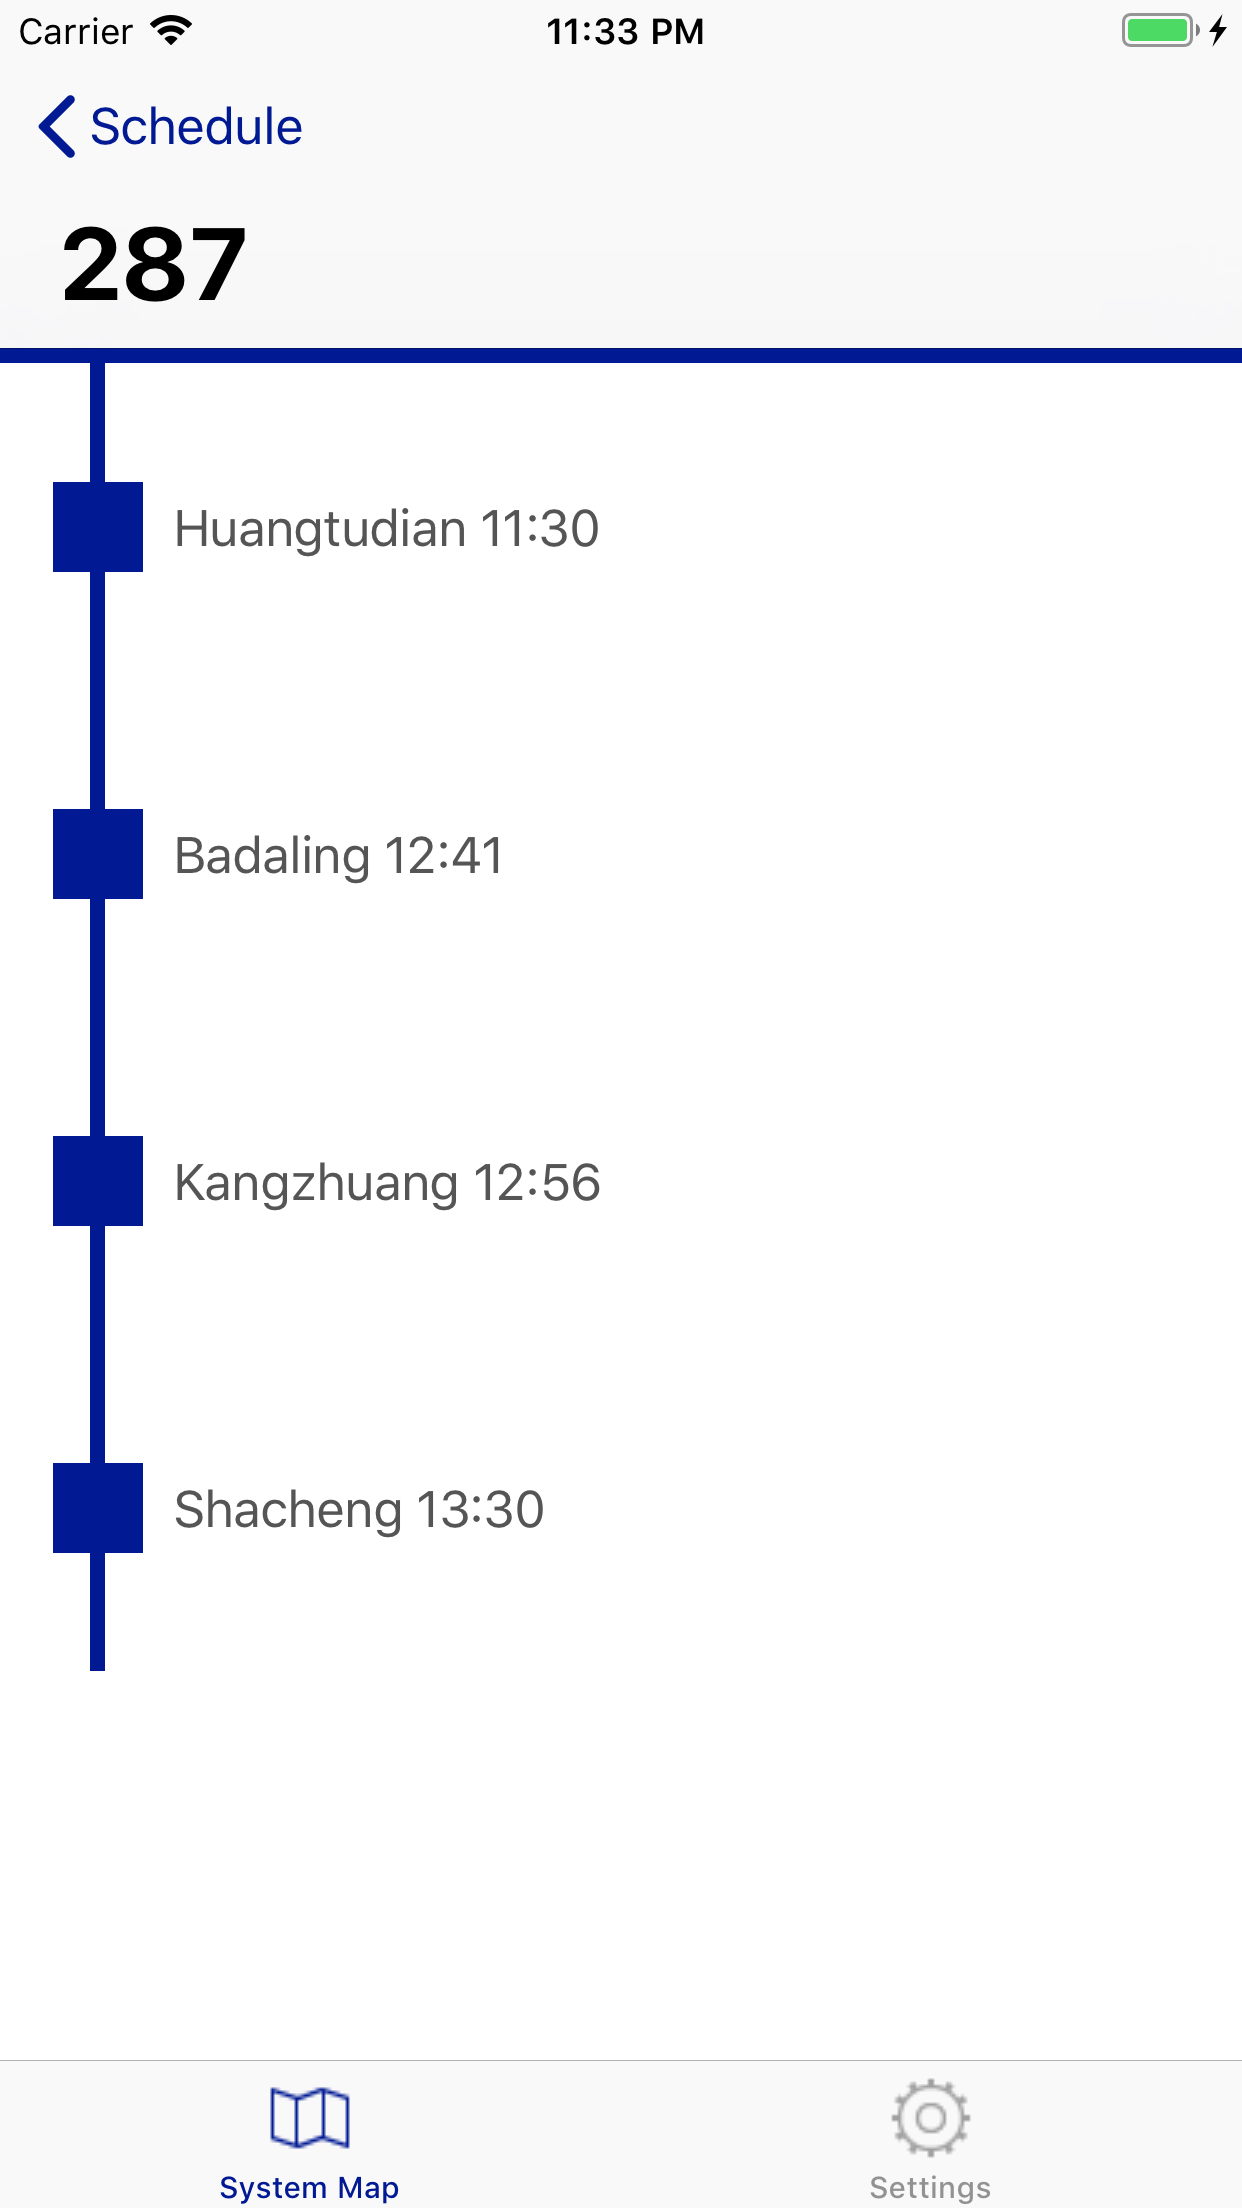 Carrier 11:33 PM
Schedule
287
Huangtudian 11:30
Badaling 12:41
Kangzhuang 12:56
Shacheng 13:30
System Map Settings